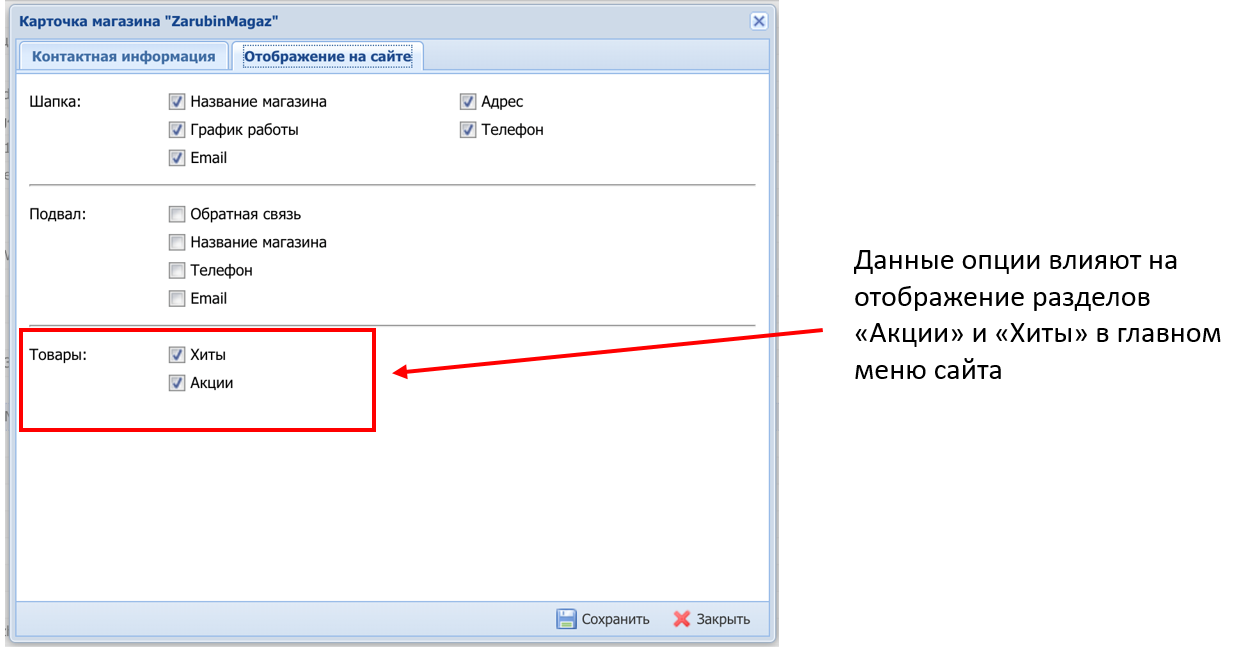 Карточка магазина "ZarubinMagaz"
Контактная информация
Отображение на сайте
Шапка:
Название магазина
Адрес
График работы
Телефон
Email
Подвал:
Обратная связь
Название магазина
Телефон
Email
Товары:
Хиты
Акции
Данные опции влияют на
отображение разделов
«Акции» и «Хиты» в главном
меню сайта
Сохранить
Закрыть